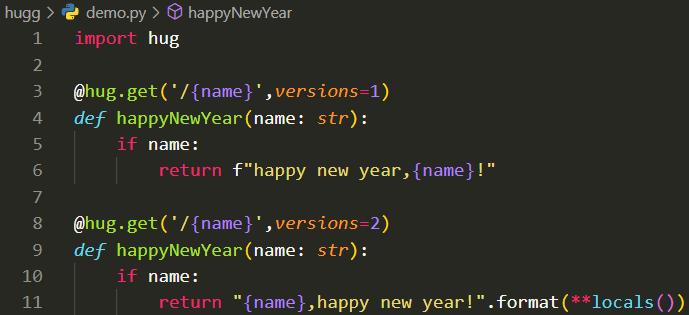 hugg > demo.py > happyNewYear
1 import hug
2
3 @hug.get('/{name}',versions=1)
4 def happyNewYear(name: str):
5     if name:
6         return f"happy new year,{name}!"
7
8 @hug.get('/{name}',versions=2)
9 def happyNewYear(name: str):
10     if name:
11         return "{name},happy new year!".format(**locals())